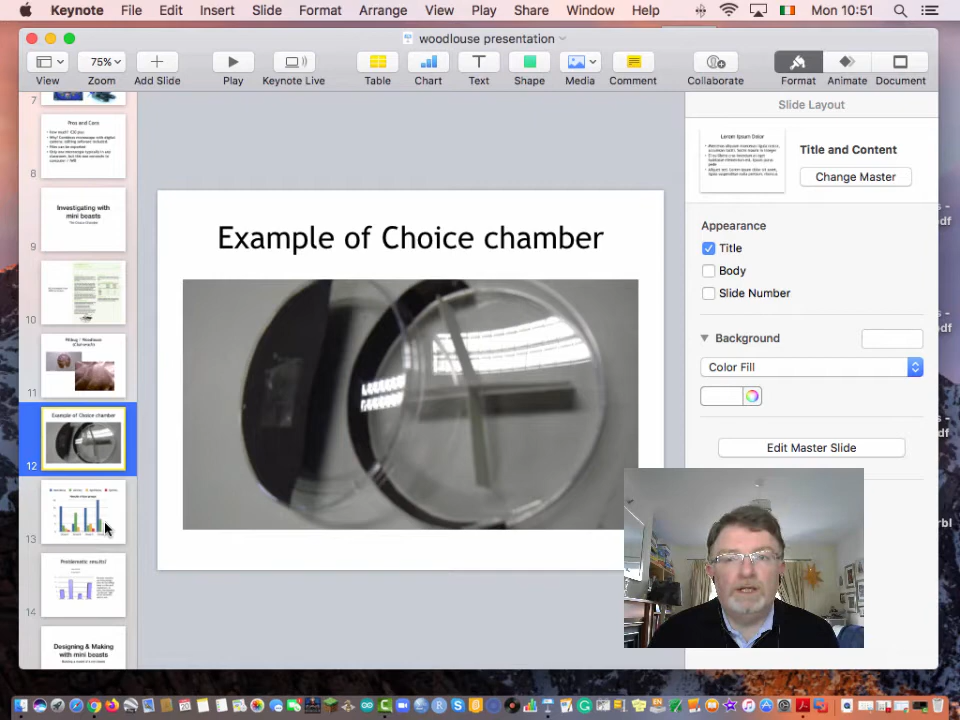 Keynote File Edit Insert Slide Format Arrange View Play Share Window Help Mon 10:51
woodlouse presentation
75%
View Zoom Add Slide Play Keynote Live Table Chart Text Shape Media Comment Collaborate Format Animate Document
Slide Layout
7
Pros and Cons
8
Title and Content
Change Master
Investigating with
mini beasts
The Choice Chamber
9
Appearance
Title
Body
Slide Number
Example of Choice chamber
10
Background
Color Fill
11
Example of Choice chamber
12
Edit Master Slide
13
Problematic results!
14
Designing & Making
with mini beasts